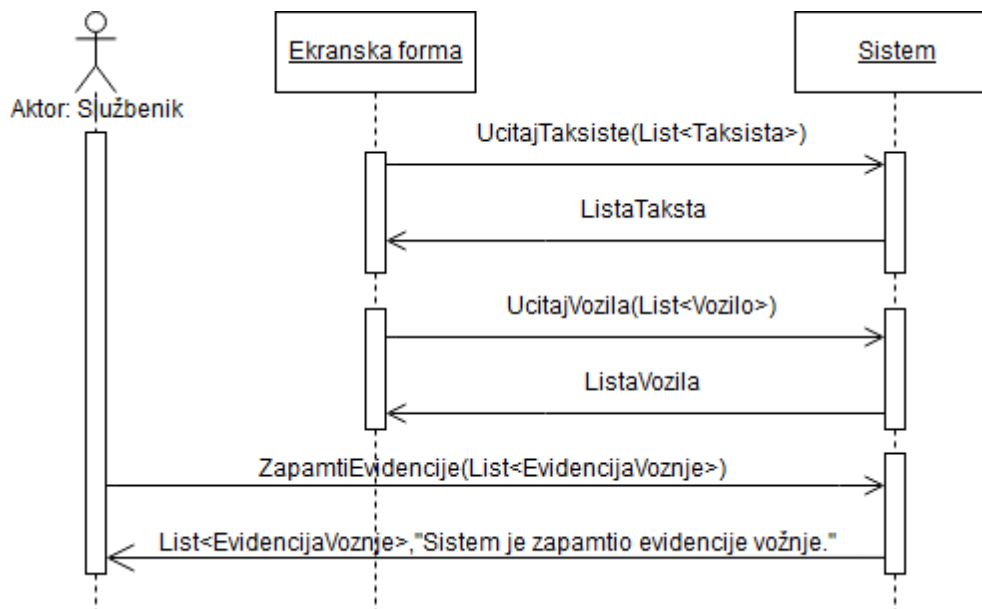 Ekranska forma
Sistem
Aktor: Službenik
UcitajTaksiste(List<Taksista>)
ListaTaksta
UcitajVozila(List<Vozilo>)
ListaVozila
ZapamtiEvidencije(List<EvidencijaVoznje>)
List<EvidencijaVoznje>,"Sistem je zapamtio evidencije vožnje."